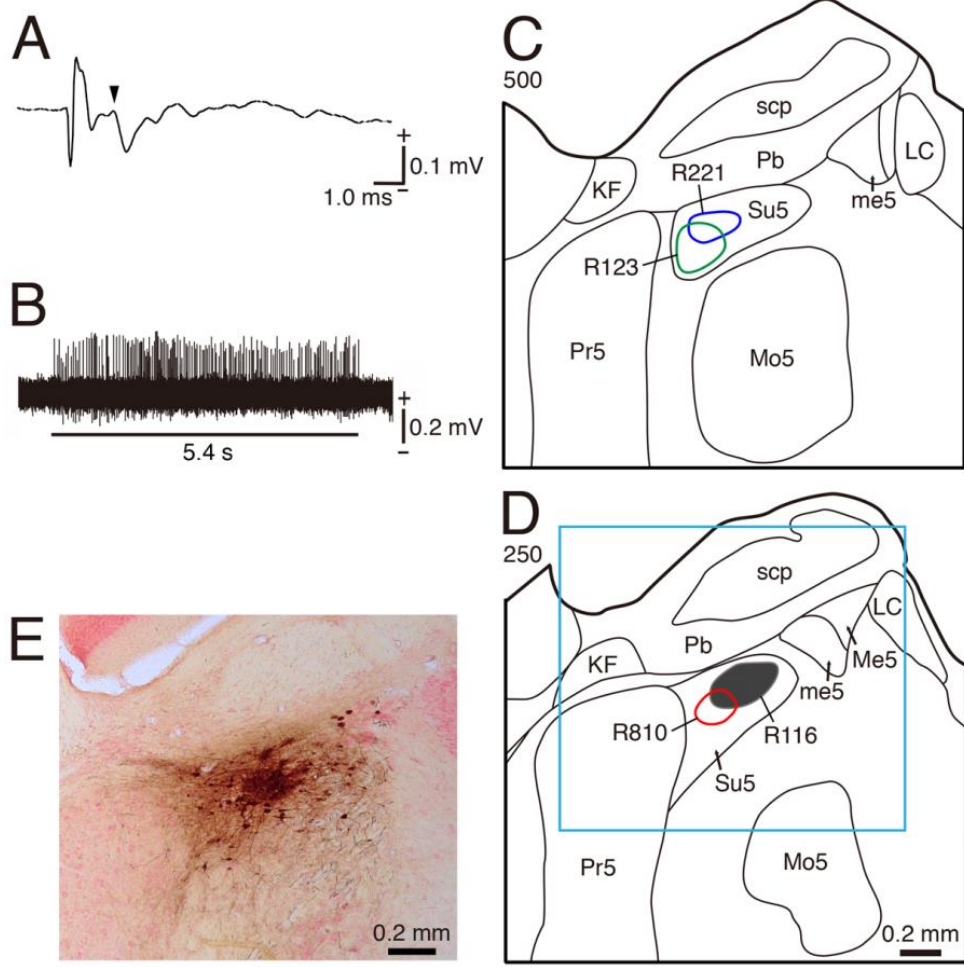 A
+
0.1 mV
1.0 ms
−
B
+
0.2 mV
−
5.4 s
C
500
scp
LC
Pb
R221
KF
me5
Su5
R123
Pr5
Mo5
D
250
scp
LC
Pb
Me5
KF
me5
R810
R116
Su5
Pr5
Mo5
0.2 mm
E
0.2 mm